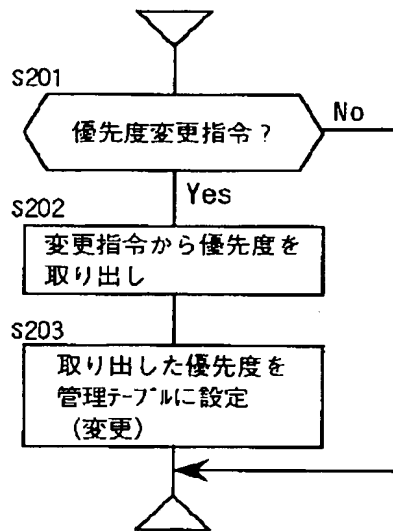 S201
優先度変更指令?
No
Yes
S202
変更指令から優先度を
取り出し
S203
取り出した優先度を
管理ﾃｰﾌﾞﾙに設定
(変更)